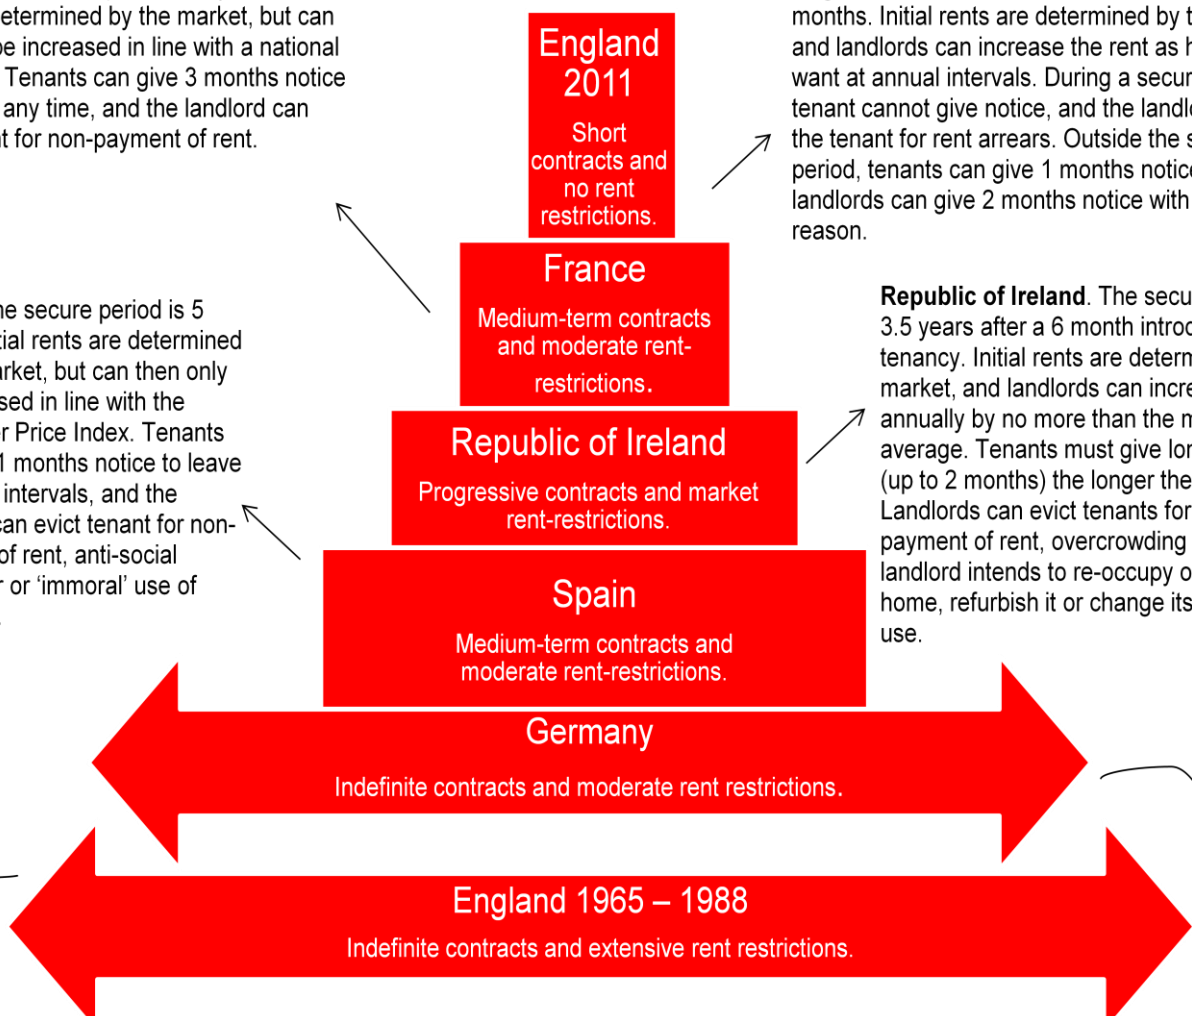 etermined by the market, but can
be increased in line with a national
Tenants can give 3 months notice
any time, and the landlord can
for non-payment of rent.
England
2011
Short
contracts and
no rent
restrictions.
months. Initial rents are determined by
and landlords can increase the rent as
want at annual intervals. During a secur
tenant cannot give notice, and the landl
the tenant for rent arrears. Outside the
period, tenants can give 1 months notice
landlords can give 2 months notice with
reason.
France
Medium-term contracts
and moderate rent-
restrictions.
he secure period is 5
tial rents are determined
arket, but can then only
sed in line with the
r Price Index. Tenants
1 months notice to leave
intervals, and the
can evict tenant for non-
of rent, anti-social
r or ‘immoral’ use of
Republic of Ireland. The secu
3.5 years after a 6 month introd
tenancy. Initial rents are determ
market, and landlords can incre
annually by no more than the m
average. Tenants must give lon
(up to 2 months) the longer the
Landlords can evict tenants for
payment of rent, overcrowding
landlord intends to re-occupy o
home, refurbish it or change its
use.
Republic of Ireland
Progressive contracts and market
rent-restrictions.
Spain
Medium-term contracts and
moderate rent-restrictions.
Germany
Indefinite contracts and moderate rent restrictions.
England 1965 – 1988
Indefinite contracts and extensive rent restrictions.